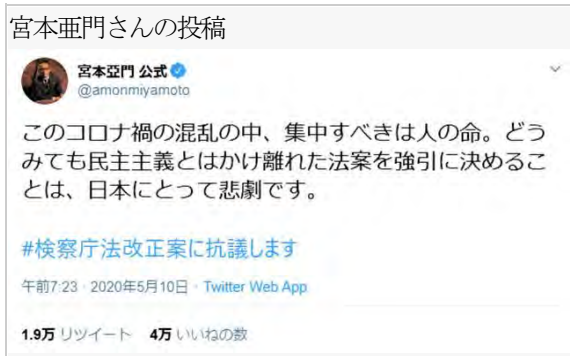 宮本亜門さんの投稿
宮本亞門 公式
@amonmiyamoto
このコロナ禍の混乱の中、集中すべきは人の命。どう
みても民主主義とはかけ離れた法案を強引に決めるこ
とは、日本にとって悲劇です。
#検察庁法改正案に抗議します
午前7:23 · 2020年5月10日 · Twitter Web App
1.9万 リツイート 4万 いいねの数